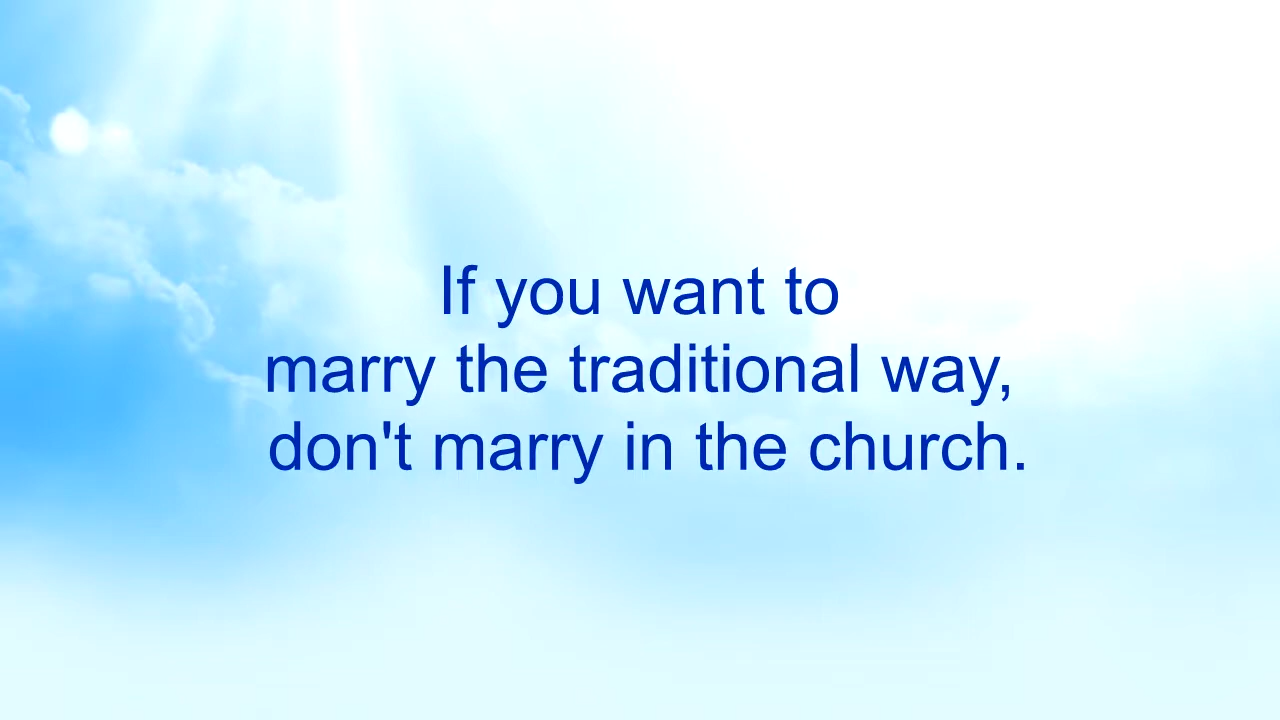 If you want to
marry the traditional way,
don't marry in the church.